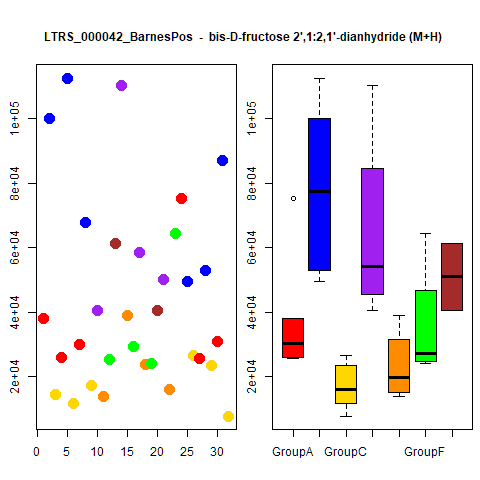 LTRS_000042_BarnesPos - bis-D-fructose 2',1:2,1'-dianhydride (M+H)
1e+05
8e+04
6e+04
4e+04
2e+04
0 5 10 15 20 25 30
1e+05
8e+04
6e+04
4e+04
2e+04
GroupA GroupC GroupF